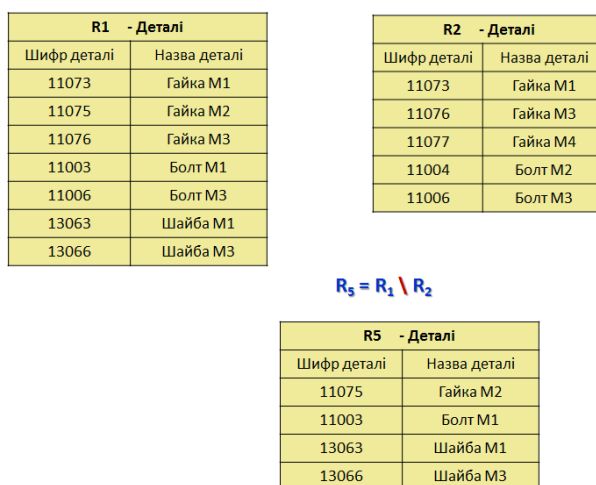 R1 - Деталі
Шифр деталі Назва деталі
11073 Гайка М1
11075 Гайка М2
11076 Гайка М3
11003 Болт М1
11006 Болт М3
13063 Шайба М1
13066 Шайба М3
R2 - Деталі
Шифр деталі Назва деталі
11073 Гайка М1
11076 Гайка М3
11077 Гайка М4
11004 Болт М2
11006 Болт М3
R5 = R1 \ R2
R5 - Деталі
Шифр деталі Назва деталі
11075 Гайка М2
11003 Болт М1
13063 Шайба М1
13066 Шайба М3